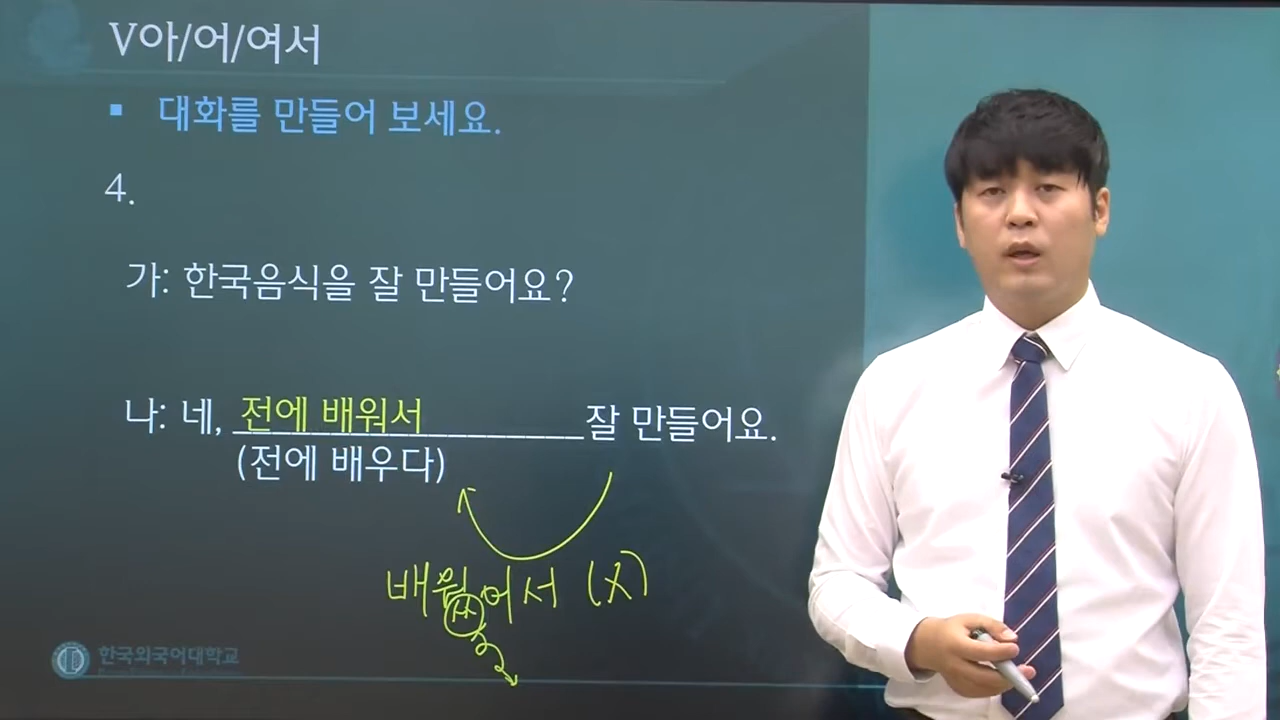 V아/어/여서
▪ 대화를 만들어 보세요.
4.
가: 한국음식을 잘 만들어요?
나: 네, 전에 배워서 잘 만들어요.
(전에 배우다)
배웠어서 (X)
한국외국어대학교